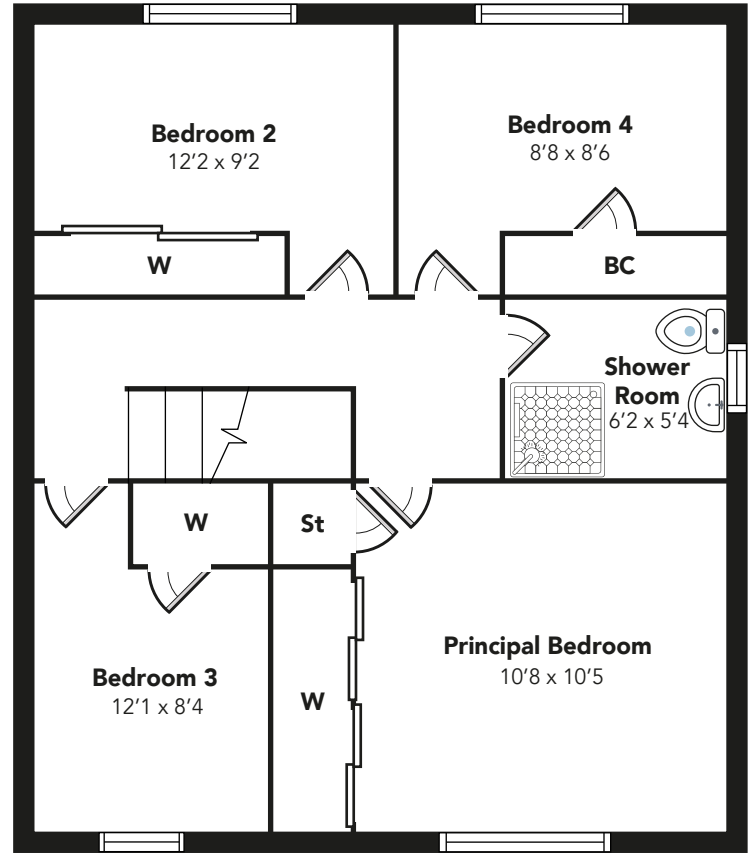 Bedroom 2
12’2 x 9’2
Bedroom 4
8’8 x 8’6
W
BC
Shower
Room
6’2 x 5’4
W
St
Bedroom 3
12’1 x 8’4
W
Principal Bedroom
10’8 x 10’5